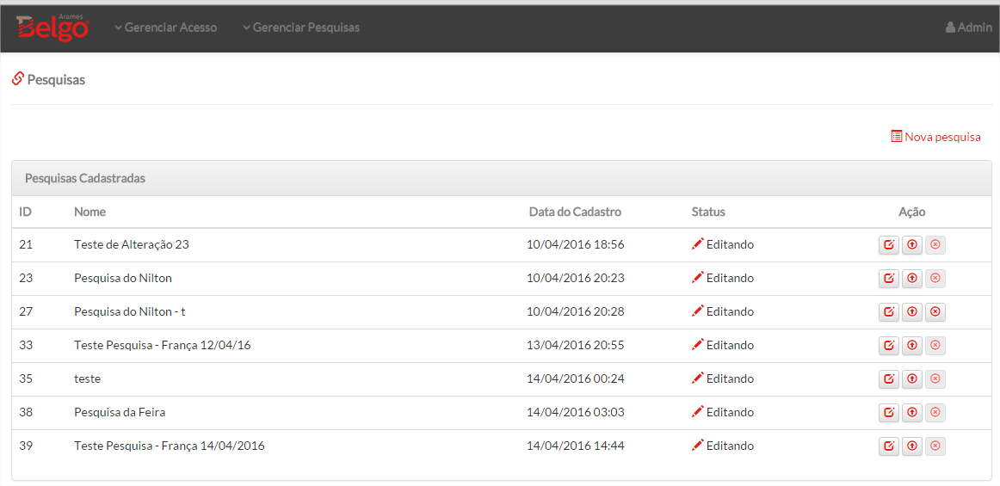 Arames
Belgo
Gerenciar Acesso Gerenciar Pesquisas Admin
Pesquisas
Nova pesquisa
Pesquisas Cadastradas
ID Nome Data do Cadastro Status Ação
21 Teste de Alteração 23 10/04/2016 18:56 Editando
23 Pesquisa do Nilton 10/04/2016 20:23 Editando
27 Pesquisa do Nilton - t 10/04/2016 20:28 Editando
33 Teste Pesquisa - França 12/04/16 13/04/2016 20:55 Editando
35 teste 14/04/2016 00:24 Editando
38 Pesquisa da Feira 14/04/2016 03:03 Editando
39 Teste Pesquisa - França 14/04/2016 14/04/2016 14:44 Editando